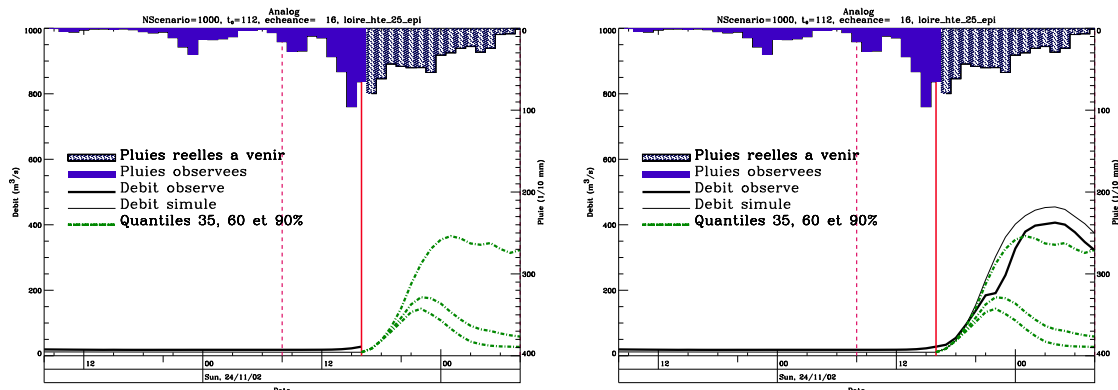 Analog
NScenario=1000, t₀=112, echeance= 16, loire_hte_25_epi
1000
800
600
400
200
0
Debit (m³/s)
0
100
200
300
400
Pluie (1/10 mm)
Pluies reelles a venir
Pluies observees
Debit observe
Debit simule
Quantiles 35, 60 et 90%
12
00
12
00
Sun, 24/11/02
Date
Analog
NScenario=1000, t₀=112, echeance= 16, loire_hte_25_epi
1000
800
600
400
200
0
Debit (m³/s)
0
100
200
300
400
Pluie (1/10 mm)
Pluies reelles a venir
Pluies observees
Debit observe
Debit simule
Quantiles 35, 60 et 90%
12
00
12
00
Sun, 24/11/02
Date